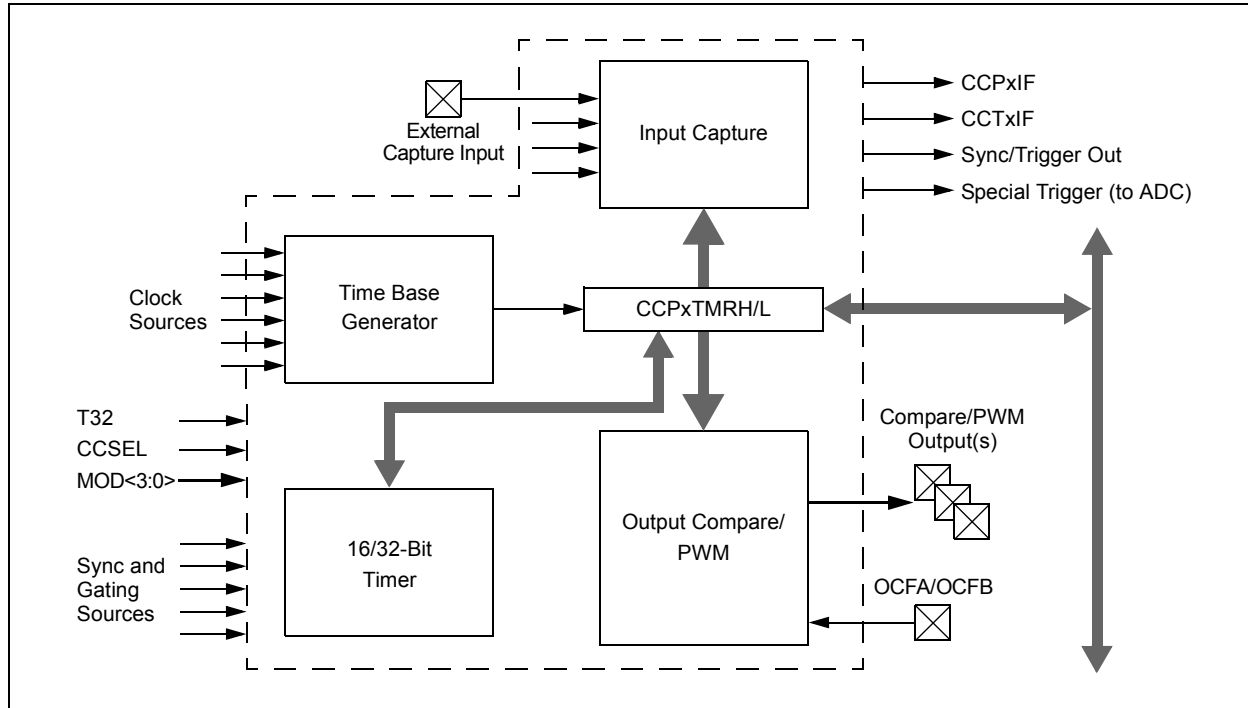 Input Capture
External
Capture Input
CCPxIF
CCTxIF
Sync/Trigger Out
Special Trigger (to ADC)
Clock
Sources
Time Base
Generator
CCPxTMRH/L
T32
CCSEL
MOD<3:0>
Sync and
Gating
Sources
16/32-Bit
Timer
Output Compare/
PWM
Compare/PWM
Output(s)
OCFA/OCFB